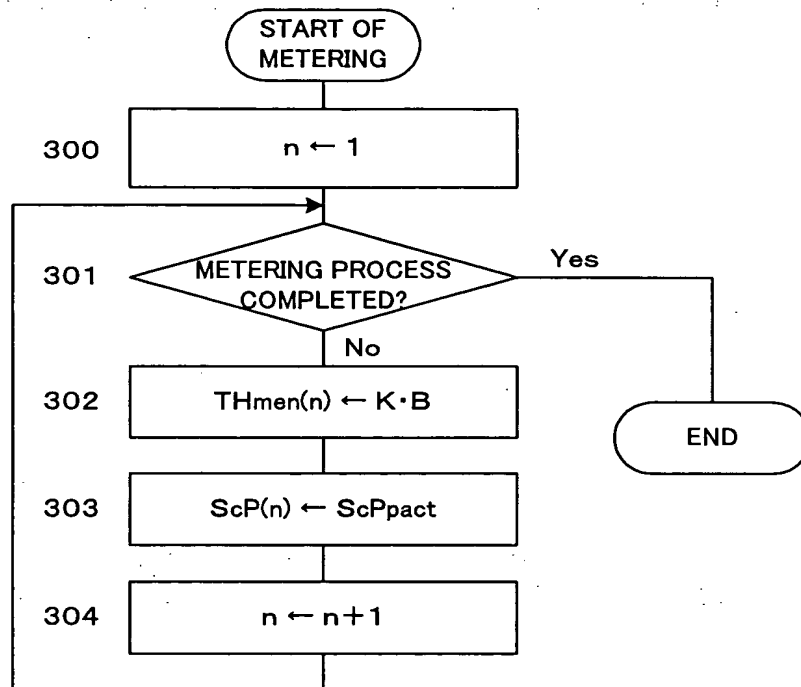 START OF
METERING
300
n ← 1
301
METERING PROCESS
COMPLETED?
Yes
No
302
THmen(n) ← K·B
END
303
ScP(n) ← ScPpact
304
n ← n+1